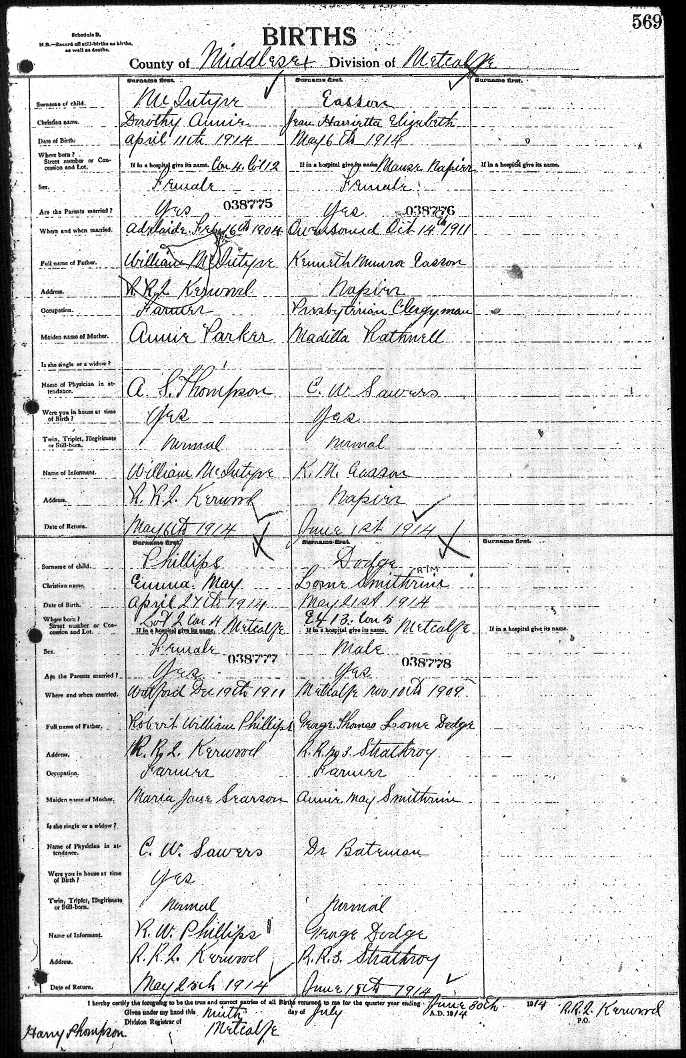 569
Schedule B.
N.B.—Record all still-births as births, as well as deaths.
BIRTHS
County of Middlesex Division of Metcalfe
Surname first. Surname first. Surname first.
Surname of child. McIntyre Easson
Christian name. Dorothy Annie Jean Harrietta Elizabeth
Date of Birth. April 11th 1914 May 6th 1914
Where born? Street number or Concession and Lot. If in a hospital give its name. Con 4. Lot 12 If in a hospital give its name. Manse Napier If in a hospital give its name.
Sex. Female Female
038775 038776
Are the Parents married? Yes Yes
Where and when married. Adelaide Feby 16th 1904 Owensound Oct 14th 1911
Full name of Father. William McIntyre Kenneth Munro Easson
Address. R.R.2 Kerwood Napier
Occupation. Farmer Presbyterian Clergyman
Maiden name of Mother. Annie Parker Madilla Rathwell
Is she single or a widow?
Name of Physician in attendance. A. S. Thompson C. W Sawers
Were you in house at time of Birth? Yes Yes
Twin, Triplet, Illegitimate or Still-born. Normal Normal
Name of Informant. William McIntyre K. M. Easson
Address. R. R.2. Kerwood Napier
Date of Return. May 6th 1914 June 1st 1914
Surname first. Surname first. Surname first.
Surname of child. Phillips Dodge
Christian name. Emma May Lorne Smithrim
RIM
Date of Birth. April 27th 1914 May 21st 1914
Where born? Street number or Concession and Lot. Lot 2 Con 4 If in a hospital give its name. Metcalfe E½ 13. Con 5 If in a hospital give its name. Metcalfe If in a hospital give its name.
Sex. Female Male
038777 038778
Are the Parents married? Yes Yes
Where and when married. Watford Dec 19th 1911 Metcalfe Nov 10th 1909
Full name of Father. Robert William Phillips George Thomas Lorne Dodge
Address. R. R.2. Kerwood R.R. No 3. Strathroy
Occupation. Farmer Farmer
Maiden name of Mother. Maria Jane Searson Annie May Smithrim
Is she single or a widow?
Name of Physician in attendance. C. W. Sawers Dr Bateman
Were you in house at time of Birth? Yes
Twin, Triplet, Illegitimate or Still-born. Normal Normal
Name of Informant. R. W. Phillips George Dodge
Address. R.R.2. Kerwood R.R.3. Strathroy
Date of Return. May 1914 June 18th 1914
I hereby certify the foregoing to be the true and correct entries of all Births returned to me for the quarter year ending June 30th 1914
Given under my hand this ninth day of July A.D. 1914 R.R.2. Kerwood P.O.
Harry Thompson Division Registrar of Metcalfe